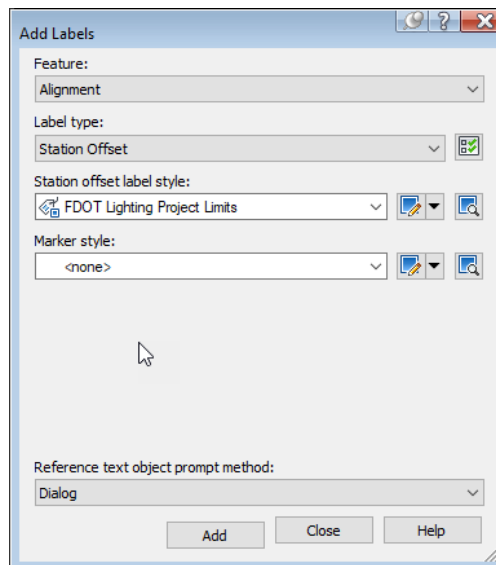 Add Labels
Feature:
Alignment
Label type:
Station Offset
Station offset label style:
FDOT Lighting Project Limits
Marker style:
<none>
Reference text object prompt method:
Dialog
Add Close Help